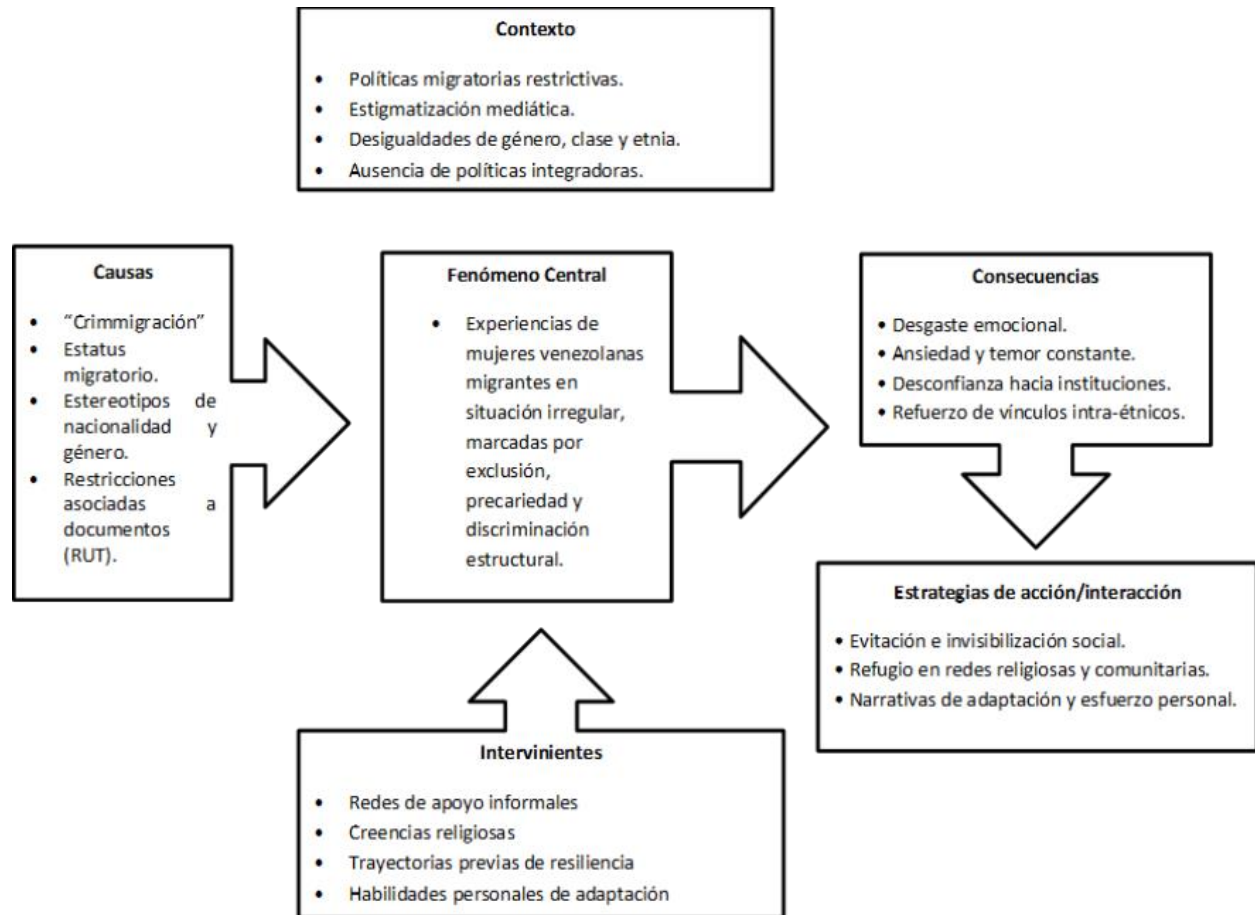 Contexto
• Políticas migratorias restrictivas.
• Estigmatización mediática.
• Desigualdades de género, clase y etnia.
• Ausencia de políticas integradoras.
Causas
• “Crimmigración”
• Estatus
migratorio.
• Estereotipos de
nacionalidad y
género.
• Restricciones
asociadas a
documentos
(RUT).
Fenómeno Central
• Experiencias de
mujeres venezolanas
migrantes en
situación irregular,
marcadas por
exclusión,
precariedad y
discriminación
estructural.
Consecuencias
• Desgaste emocional.
• Ansiedad y temor constante.
• Desconfianza hacia instituciones.
• Refuerzo de vínculos intra-étnicos.
Estrategias de acción/interacción
• Evitación e invisibilización social.
• Refugio en redes religiosas y comunitarias.
• Narrativas de adaptación y esfuerzo personal.
Intervinientes
• Redes de apoyo informales
• Creencias religiosas
• Trayectorias previas de resiliencia
• Habilidades personales de adaptación